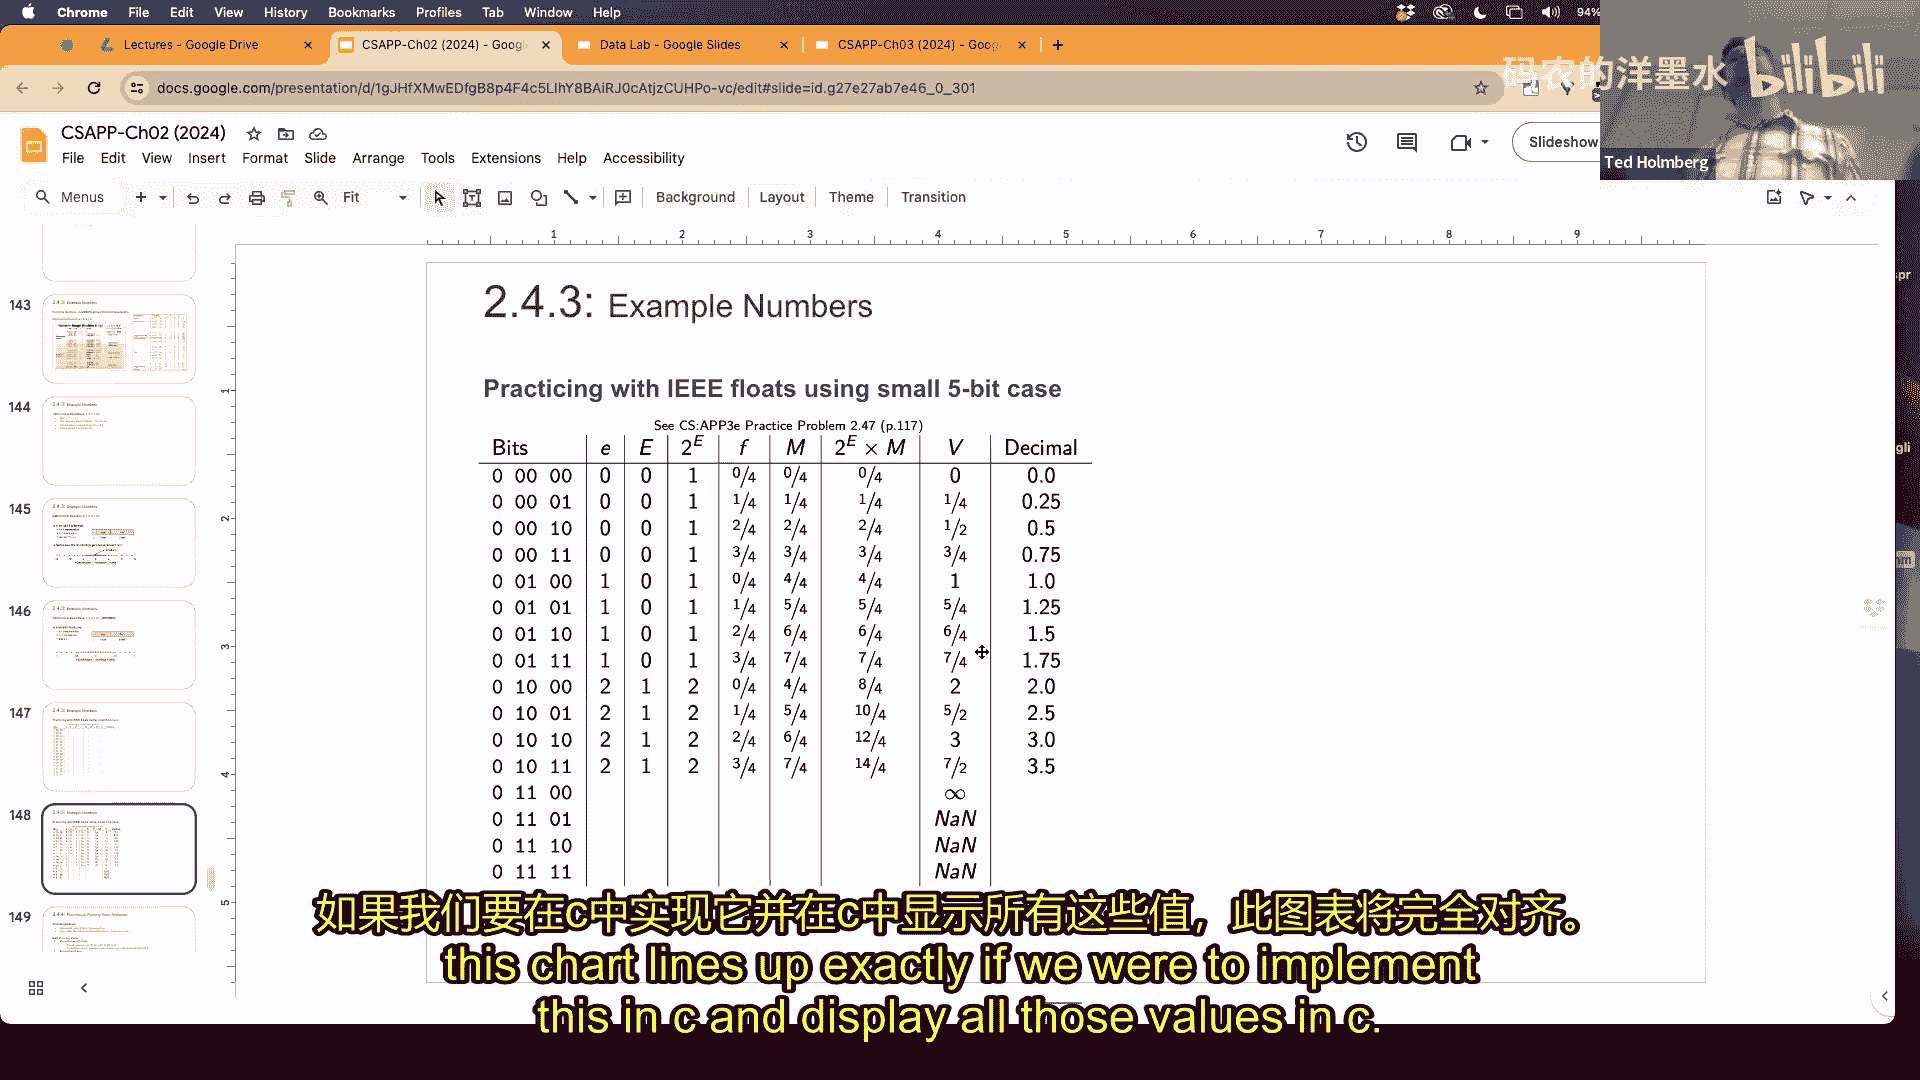 Chrome File Edit View History Bookmarks Profiles Tab Window Help 94%
Lectures - Google Drive CSAPP-Ch02 (2024) - Goog Data Lab - Google Slides CSAPP-Ch03 (2024) - Goo
docs.google.com/presentation/d/1gJHfXMwEDfgB8p4F4c5LIhY8BAiRJ0cAtjzCUHPo-vc/edit#slide=id.g27e27ab7e46_0_301
码农的洋墨水 bilibili
Ted Holmberg
CSAPP-Ch02 (2024)
File Edit View Insert Format Slide Arrange Tools Extensions Help Accessibility
Slideshow
Menus Fit Background Layout Theme Transition
1 2 3 4 5 6 7 8 9
143
144
145
146
147
148
149
1
2
3
4
5
2.4.3: Example Numbers
Practicing with IEEE floats using small 5-bit case
See CS:APP3e Practice Problem 2.47 (p.117)
Bits e E 2^E f M 2^E × M V Decimal
0 00 00 0 0 1 0/4 0/4 0/4 0 0.0
0 00 01 0 0 1 1/4 1/4 1/4 1/4 0.25
0 00 10 0 0 1 2/4 2/4 2/4 1/2 0.5
0 00 11 0 0 1 3/4 3/4 3/4 3/4 0.75
0 01 00 1 0 1 0/4 4/4 4/4 1 1.0
0 01 01 1 0 1 1/4 5/4 5/4 5/4 1.25
0 01 10 1 0 1 2/4 6/4 6/4 6/4 1.5
0 01 11 1 0 1 3/4 7/4 7/4 7/4 1.75
0 10 00 2 1 2 0/4 4/4 8/4 2 2.0
0 10 01 2 1 2 1/4 5/4 10/4 5/2 2.5
0 10 10 2 1 2 2/4 6/4 12/4 3 3.0
0 10 11 2 1 2 3/4 7/4 14/4 7/2 3.5
0 11 00 ∞
0 11 01 NaN
0 11 10 NaN
0 11 11 NaN
如果我们要在c中实现它并在c中显示所有这些值，此图表将完全对齐。
this chart lines up exactly if we were to implement
this in c and display all those values in c.